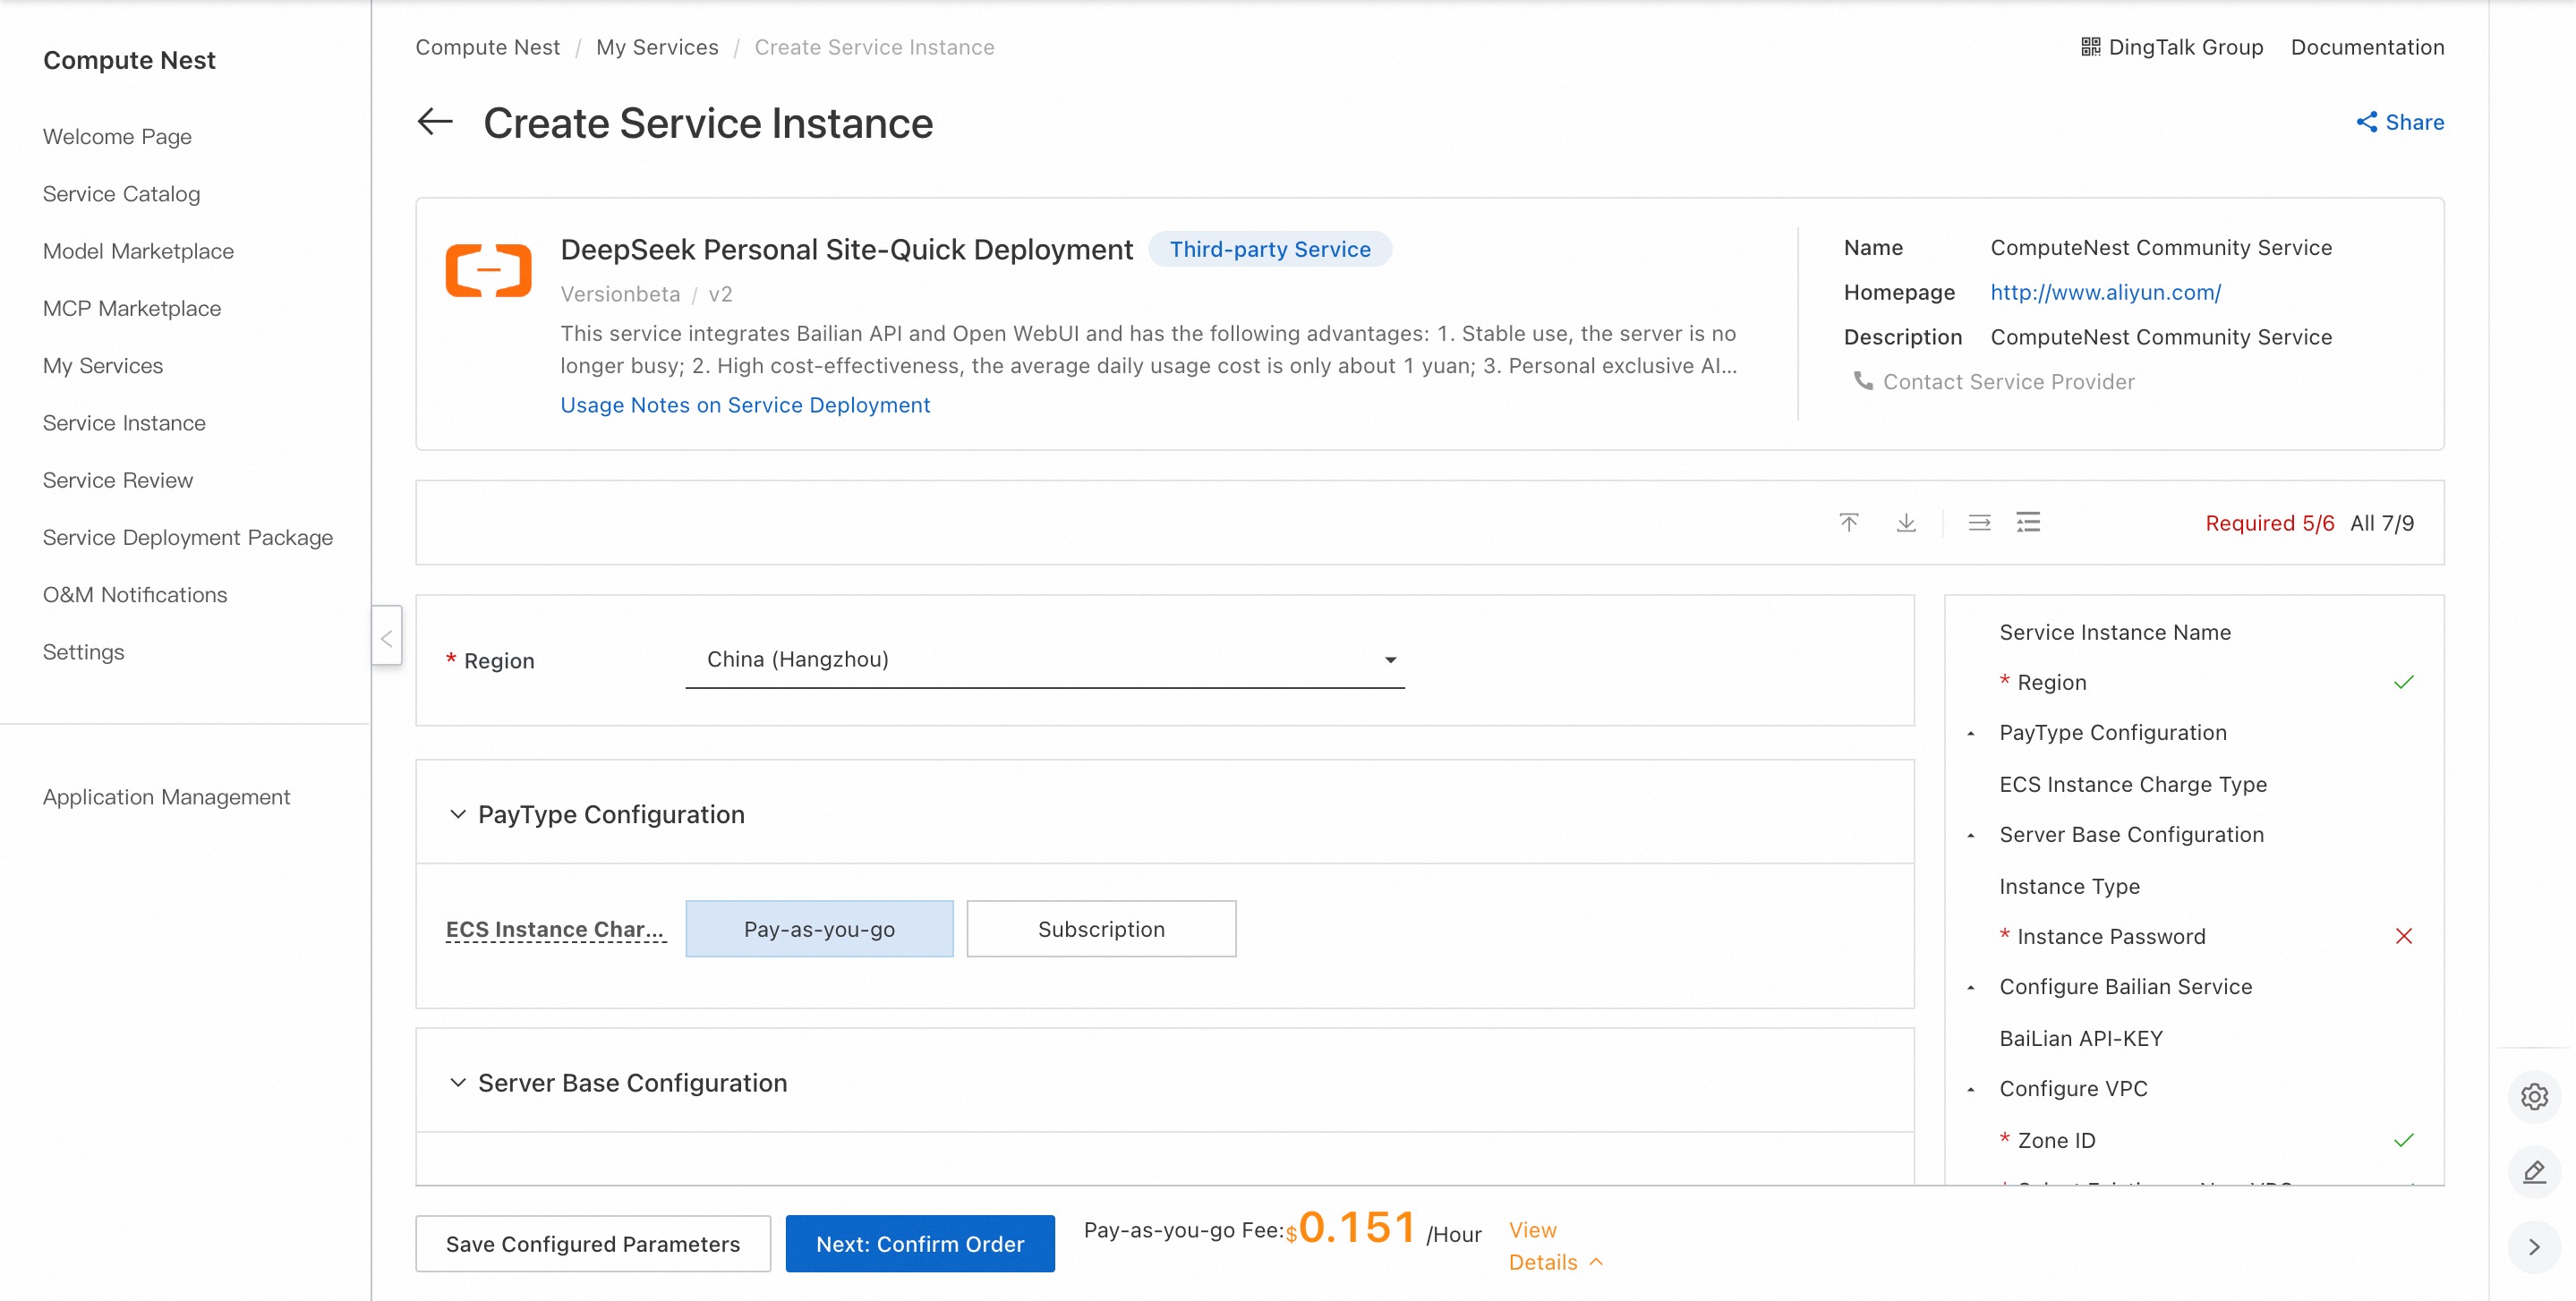 Compute Nest
Welcome Page
Service Catalog
Model Marketplace
MCP Marketplace
My Services
Service Instance
Service Review
Service Deployment Package
O&M Notifications
Settings
Application Management
Compute Nest / My Services / Create Service Instance
DingTalk Group Documentation
Create Service Instance
Share
DeepSeek Personal Site-Quick Deployment Third-party Service
Versionbeta / v2
This service integrates Bailian API and Open WebUI and has the following advantages: 1. Stable use, the server is no
longer busy; 2. High cost-effectiveness, the average daily usage cost is only about 1 yuan; 3. Personal exclusive AI...
Usage Notes on Service Deployment
Name ComputeNest Community Service
Homepage http://www.aliyun.com/
Description ComputeNest Community Service
Contact Service Provider
Required 5/6 All 7/9
* Region China (Hangzhou)
PayType Configuration
ECS Instance Char... Pay-as-you-go Subscription
Server Base Configuration
Service Instance Name
* Region
PayType Configuration
ECS Instance Charge Type
Server Base Configuration
Instance Type
* Instance Password
Configure Bailian Service
BaiLian API-KEY
Configure VPC
* Zone ID
Save Configured Parameters
Next: Confirm Order
Pay-as-you-go Fee:$0.151 /Hour
View
Details